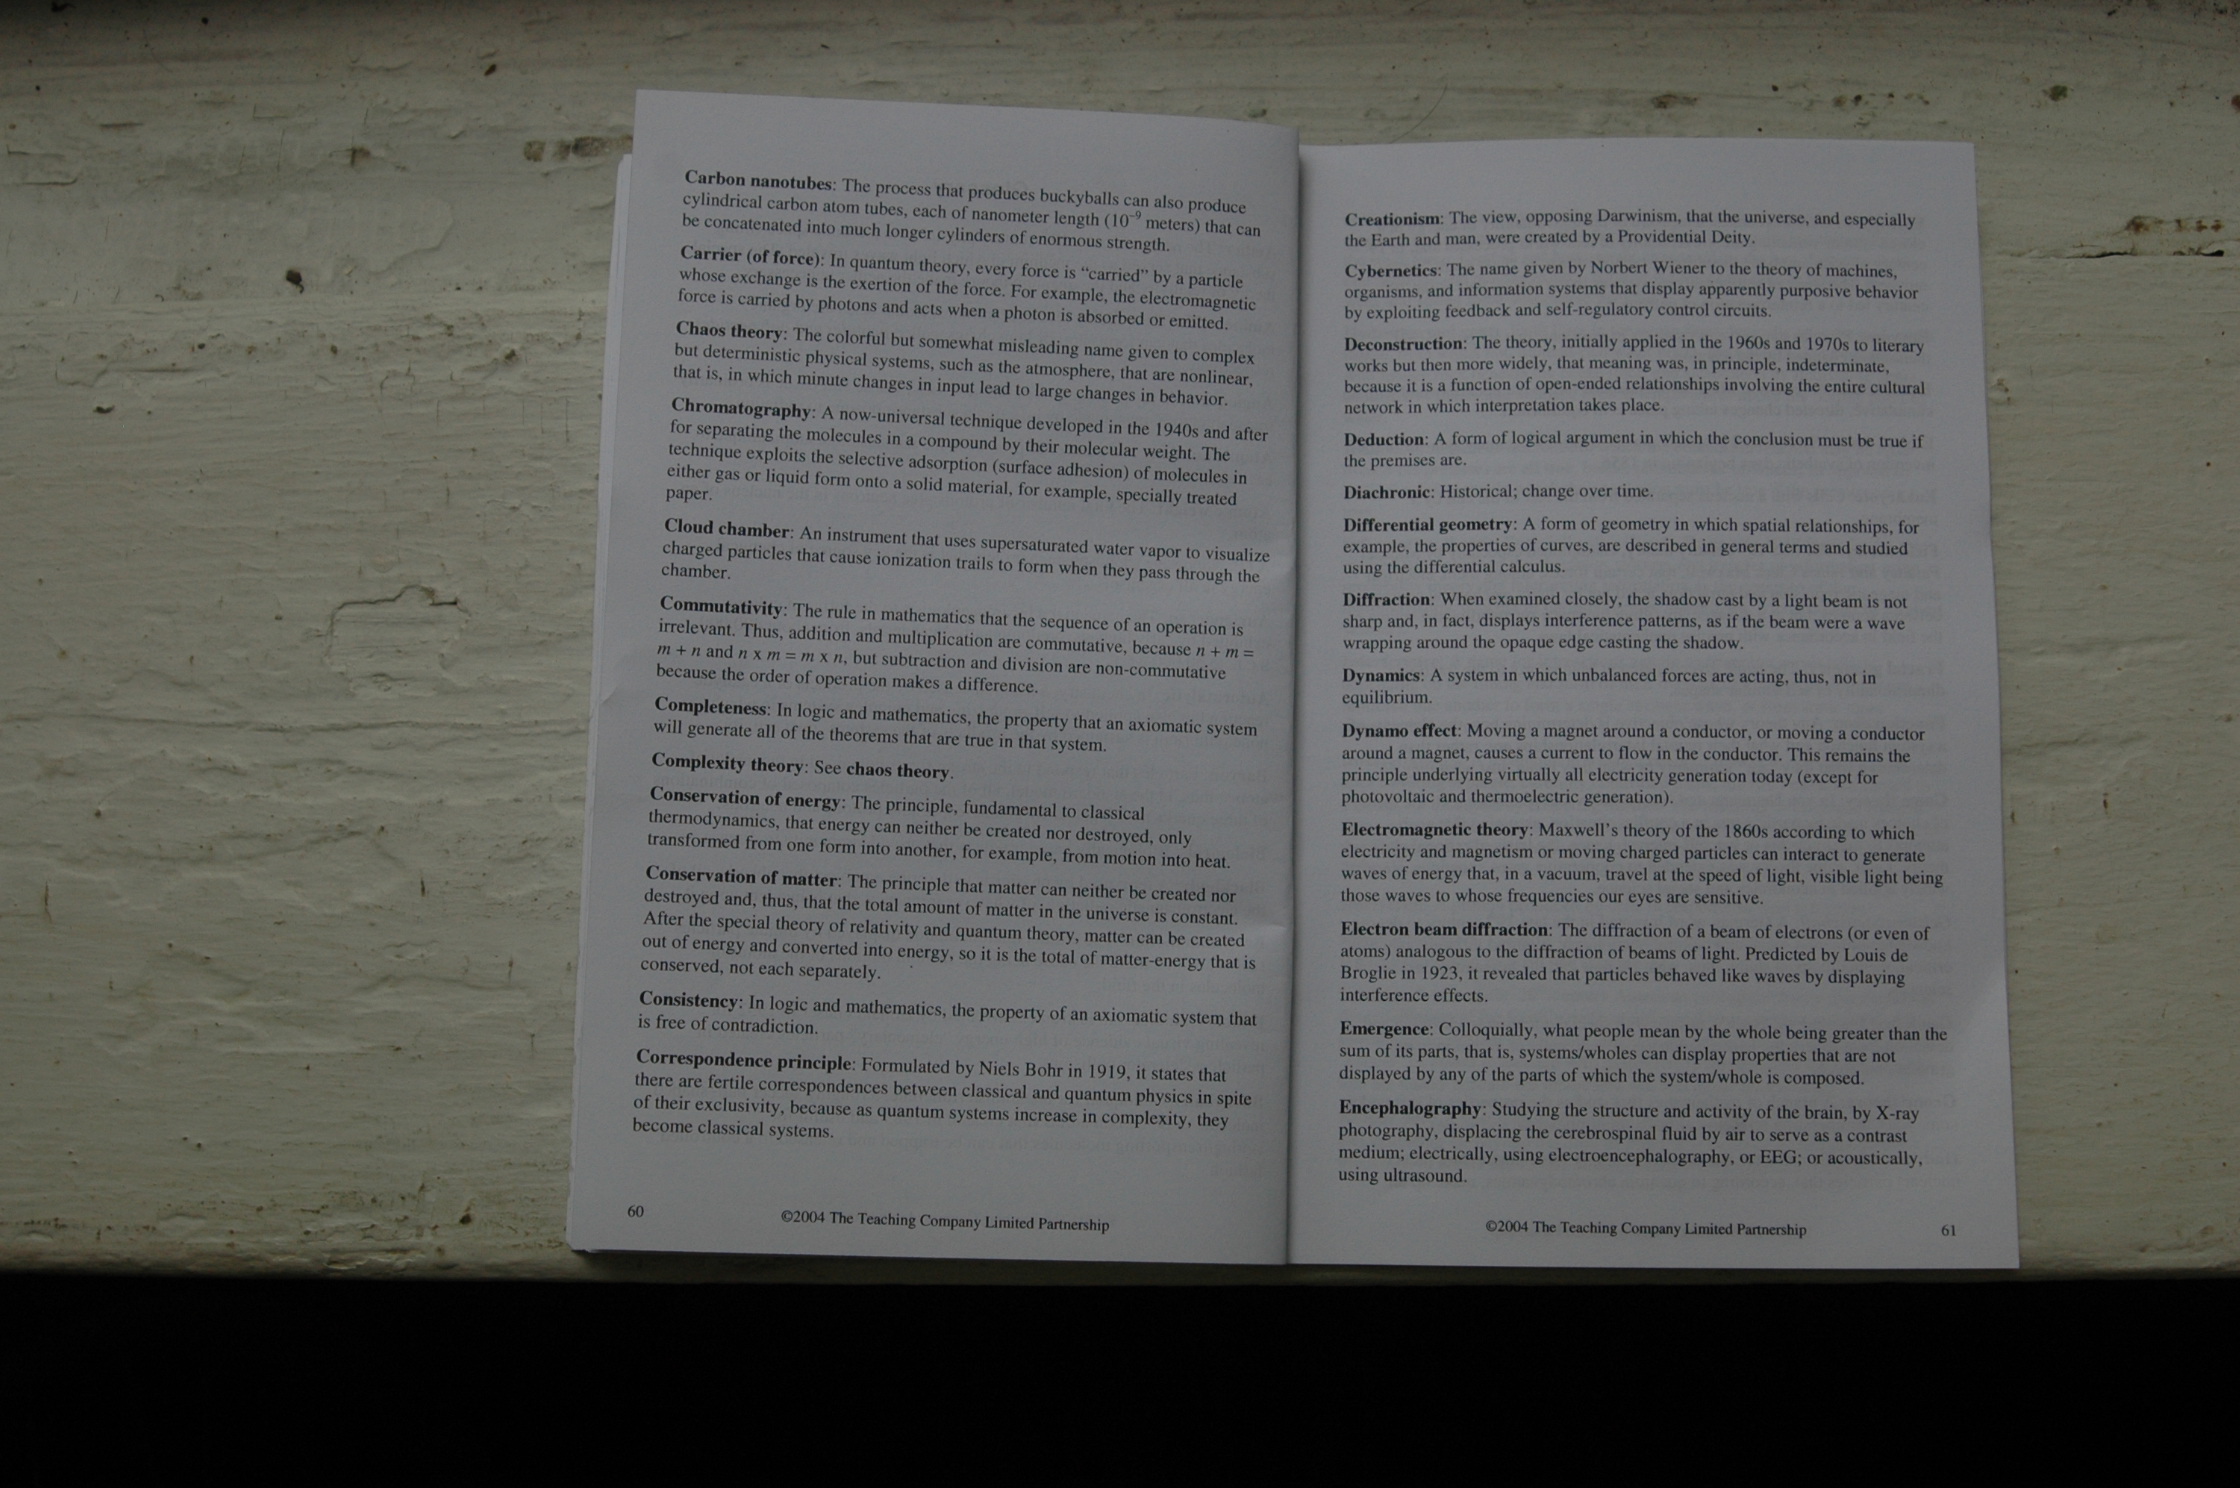 Carbon nanotubes: The process that produces buckyballs can also produce
cylindrical carbon atom tubes, each of nanometer length (10⁻⁹ meters) that can
be concatenated into much longer cylinders of enormous strength.
Carrier (of force): In quantum theory, every force is “carried” by a particle
whose exchange is the exertion of the force. For example, the electromagnetic
force is carried by photons and acts when a photon is absorbed or emitted.
Chaos theory: The colorful but somewhat misleading name given to complex
but deterministic physical systems, such as the atmosphere, that are nonlinear,
that is, in which minute changes in input lead to large changes in behavior.
Chromatography: A now-universal technique developed in the 1940s and after
for separating the molecules in a compound by their molecular weight. The
technique exploits the selective adsorption (surface adhesion) of molecules in
either gas or liquid form onto a solid material, for example, specially treated
paper.
Cloud chamber: An instrument that uses supersaturated water vapor to visualize
charged particles that cause ionization trails to form when they pass through the
chamber.
Commutativity: The rule in mathematics that the sequence of an operation is
irrelevant. Thus, addition and multiplication are commutative, because n + m =
m + n and n x m = m x n, but subtraction and division are non-commutative
because the order of operation makes a difference.
Completeness: In logic and mathematics, the property that an axiomatic system
will generate all of the theorems that are true in that system.
Complexity theory: See chaos theory.
Conservation of energy: The principle, fundamental to classical
thermodynamics, that energy can neither be created nor destroyed, only
transformed from one form into another, for example, from motion into heat.
Conservation of matter: The principle that matter can neither be created nor
destroyed and, thus, that the total amount of matter in the universe is constant.
After the special theory of relativity and quantum theory, matter can be created
out of energy and converted into energy, so it is the total of matter-energy that is
conserved, not each separately.
Consistency: In logic and mathematics, the property of an axiomatic system that
is free of contradiction.
Correspondence principle: Formulated by Niels Bohr in 1919, it states that
there are fertile correspondences between classical and quantum physics in spite
of their exclusivity, because as quantum systems increase in complexity, they
become classical systems.
60
©2004 The Teaching Company Limited Partnership
Creationism: The view, opposing Darwinism, that the universe, and especially
the Earth and man, were created by a Providential Deity.
Cybernetics: The name given by Norbert Wiener to the theory of machines,
organisms, and information systems that display apparently purposive behavior
by exploiting feedback and self-regulatory control circuits.
Deconstruction: The theory, initially applied in the 1960s and 1970s to literary
works but then more widely, that meaning was, in principle, indeterminate,
because it is a function of open-ended relationships involving the entire cultural
network in which interpretation takes place.
Deduction: A form of logical argument in which the conclusion must be true if
the premises are.
Diachronic: Historical; change over time.
Differential geometry: A form of geometry in which spatial relationships, for
example, the properties of curves, are described in general terms and studied
using the differential calculus.
Diffraction: When examined closely, the shadow cast by a light beam is not
sharp and, in fact, displays interference patterns, as if the beam were a wave
wrapping around the opaque edge casting the shadow.
Dynamics: A system in which unbalanced forces are acting, thus, not in
equilibrium.
Dynamo effect: Moving a magnet around a conductor, or moving a conductor
around a magnet, causes a current to flow in the conductor. This remains the
principle underlying virtually all electricity generation today (except for
photovoltaic and thermoelectric generation).
Electromagnetic theory: Maxwell’s theory of the 1860s according to which
electricity and magnetism or moving charged particles can interact to generate
waves of energy that, in a vacuum, travel at the speed of light, visible light being
those waves to whose frequencies our eyes are sensitive.
Electron beam diffraction: The diffraction of a beam of electrons (or even of
atoms) analogous to the diffraction of beams of light. Predicted by Louis de
Broglie in 1923, it revealed that particles behaved like waves by displaying
interference effects.
Emergence: Colloquially, what people mean by the whole being greater than the
sum of its parts, that is, systems/wholes can display properties that are not
displayed by any of the parts of which the system/whole is composed.
Encephalography: Studying the structure and activity of the brain, by X-ray
photography, displacing the cerebrospinal fluid by air to serve as a contrast
medium; electrically, using electroencephalography, or EEG; or acoustically,
using ultrasound.
©2004 The Teaching Company Limited Partnership
61